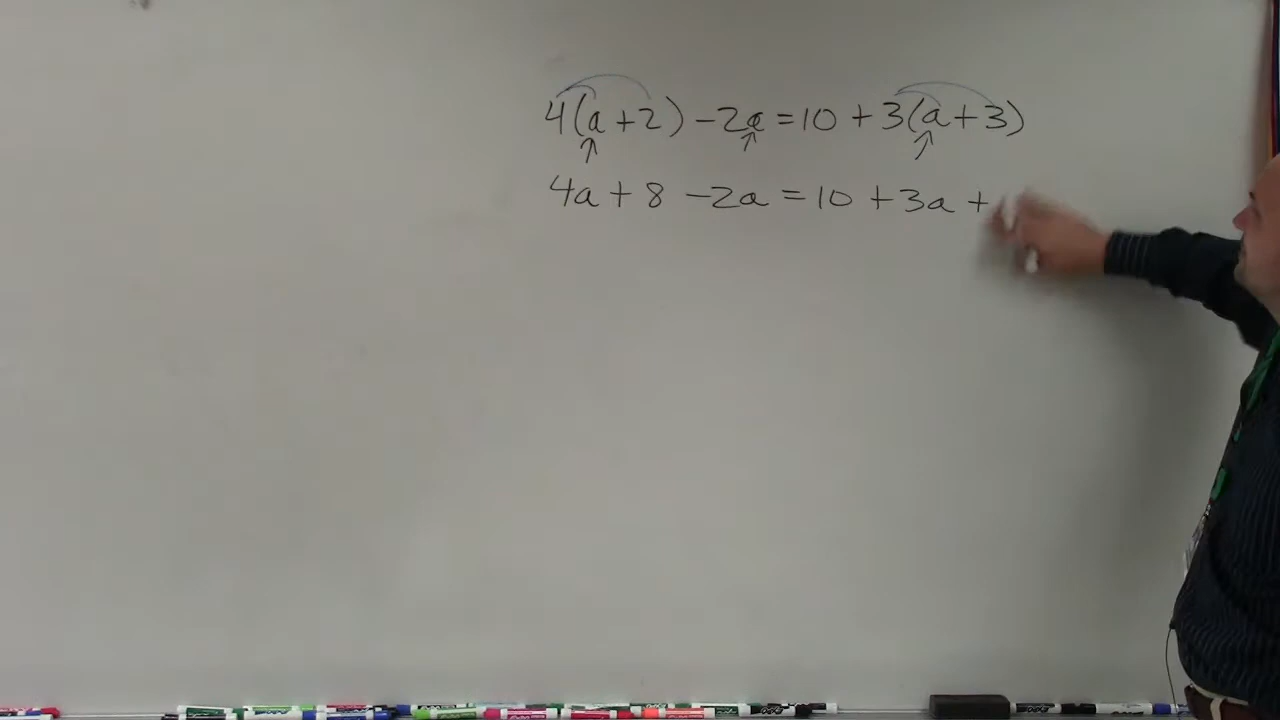 4(a+2) -2a = 10 + 3(a+3)
4a + 8 -2a = 10 + 3a +